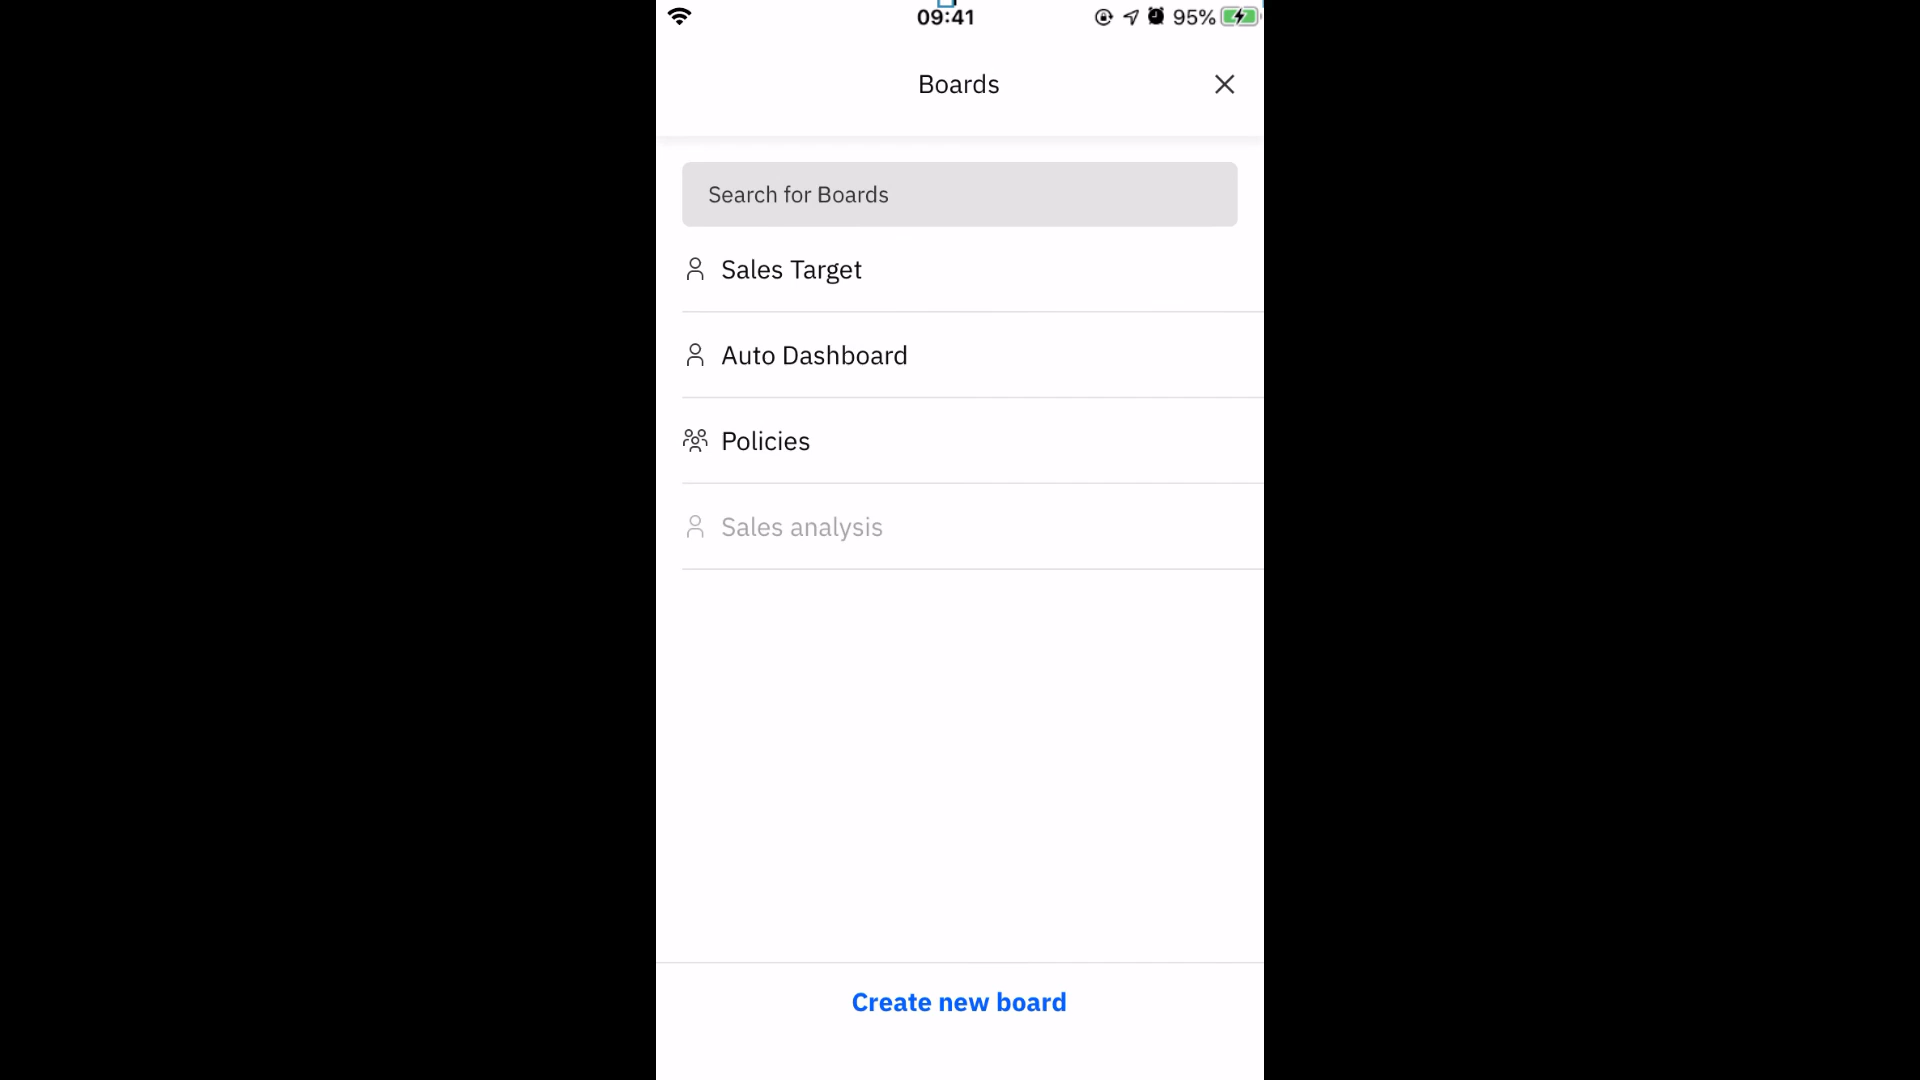 09:41
95%
Boards
Search for Boards
Sales Target
Auto Dashboard
Policies
Sales analysis
Create new board